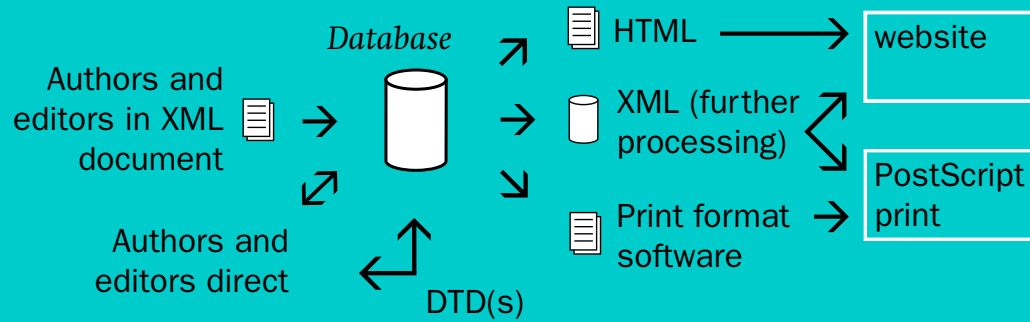 Database
Authors and
editors in XML
document
Authors and
editors direct
DTD(s)
HTML
XML (further
processing)
Print format
software
website
PostScript
print